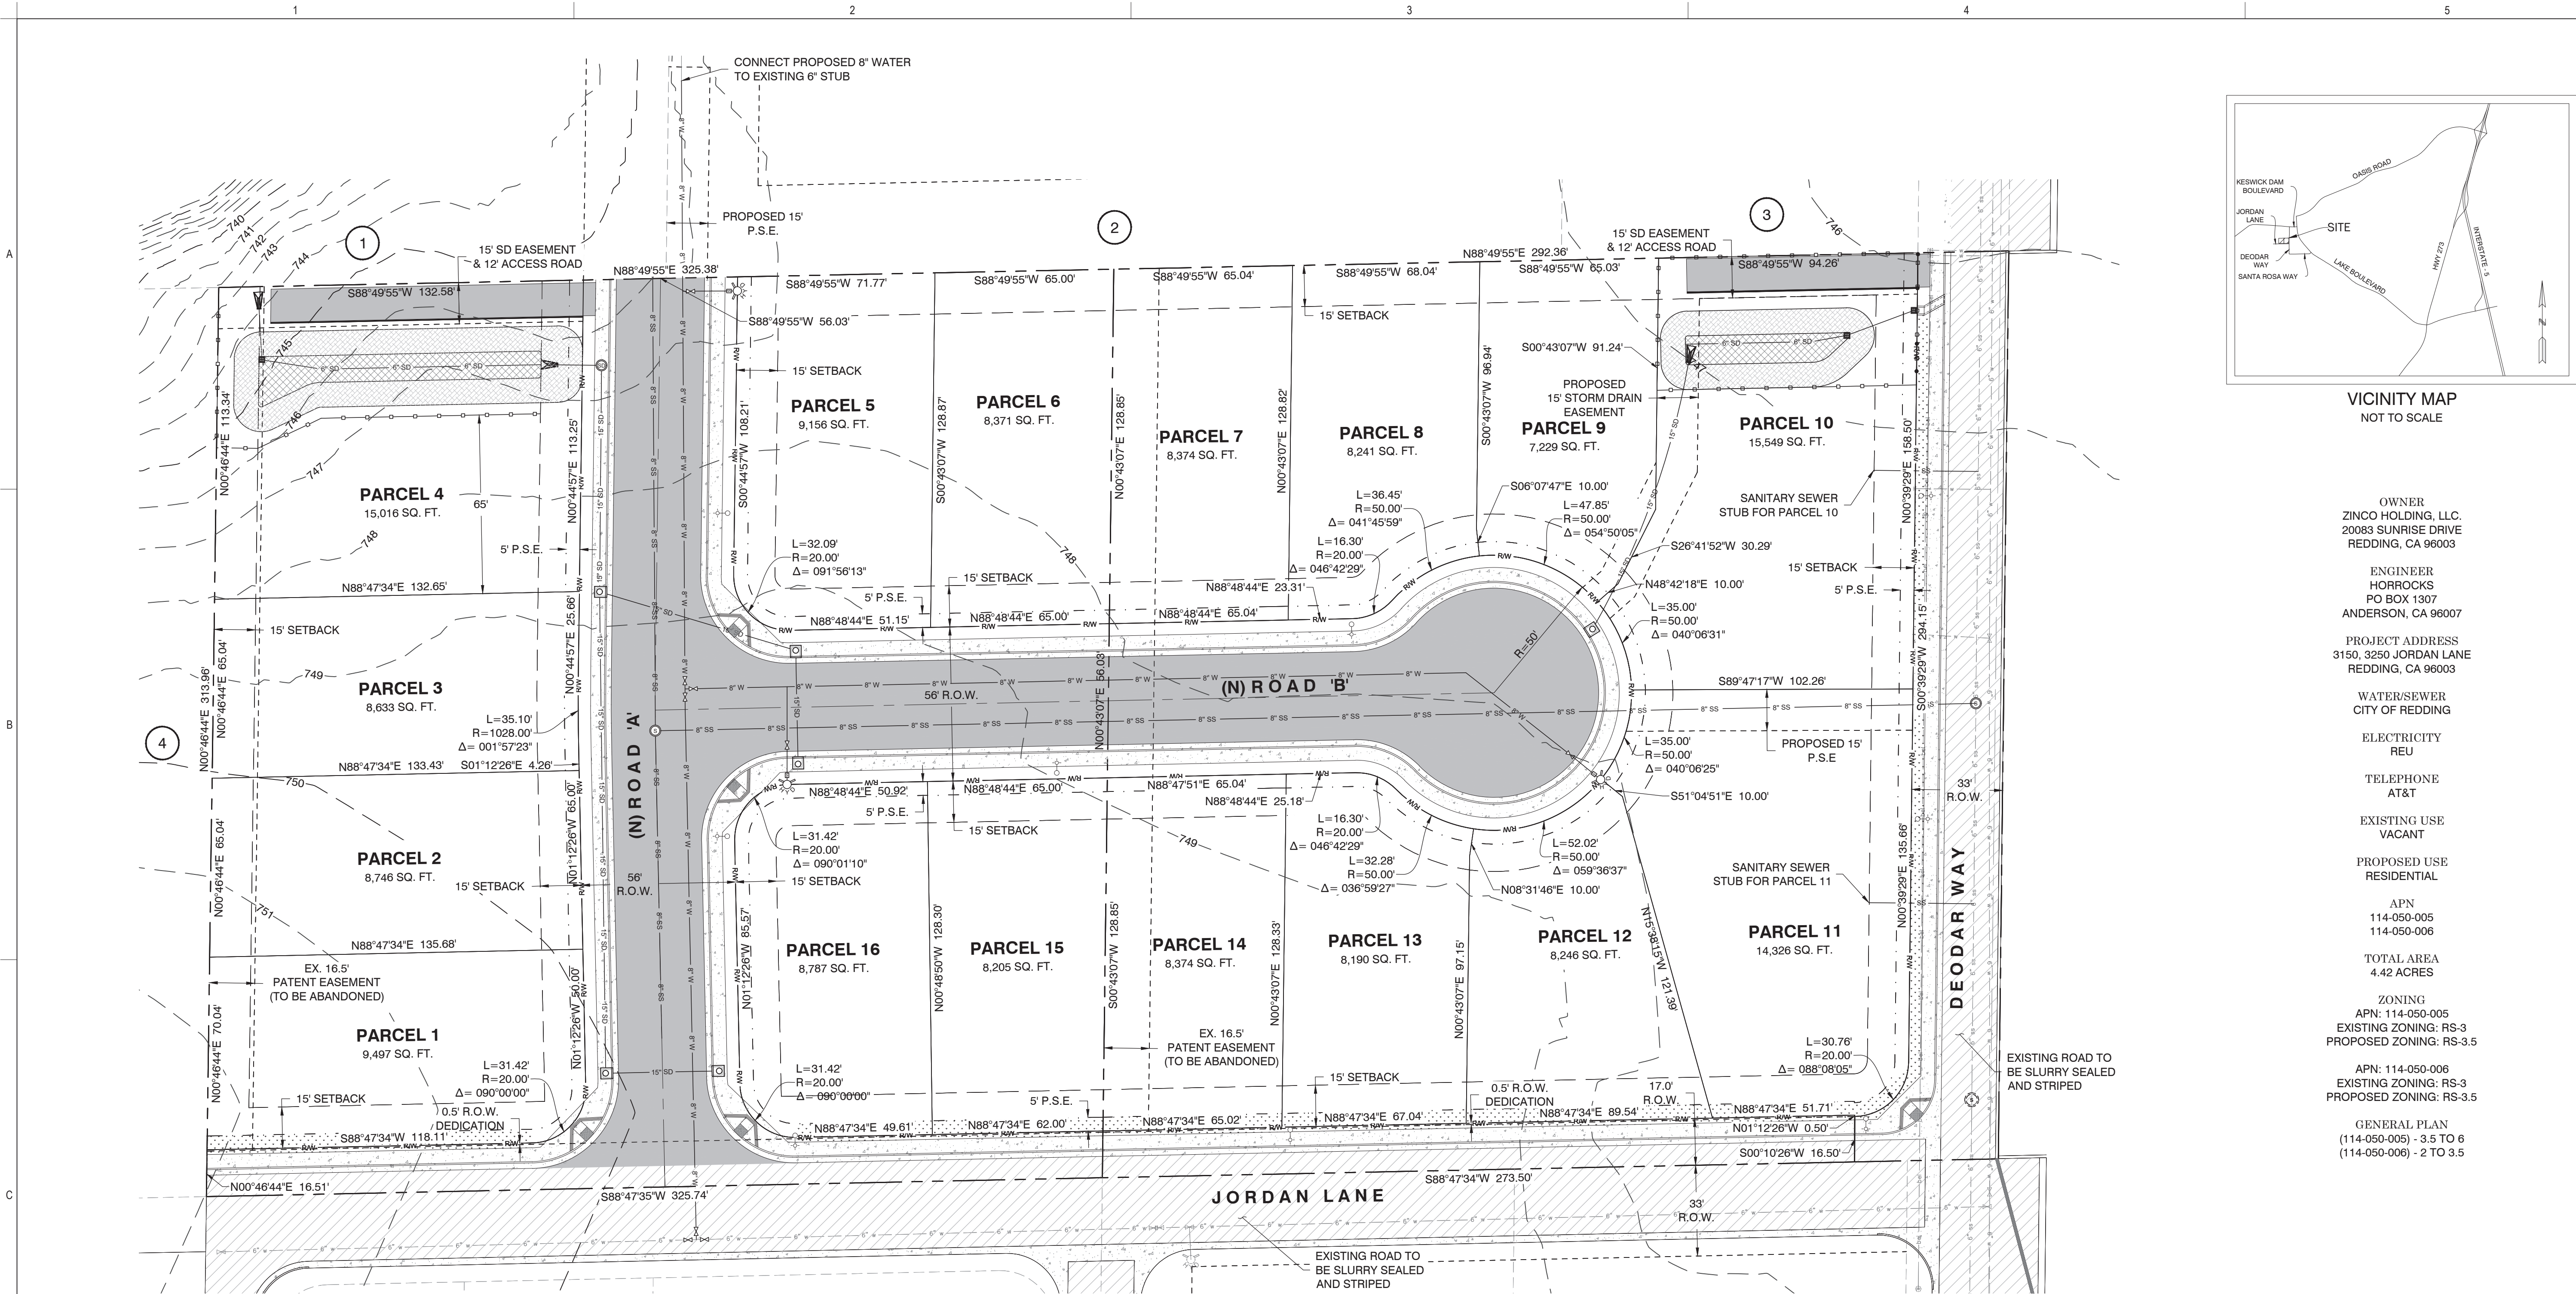 1
2
3
4
5
A
B
C
CONNECT PROPOSED 8" WATER
TO EXISTING 6" STUB
PROPOSED 15'
P.S.E.
1
2
3
4
740
741
742
743
744
745
746
747
748
749
750
751
746
748
749
15' SD EASEMENT
& 12' ACCESS ROAD
S88°49'55"W 132.58'
N88°49'55"E 325.38'
S88°49'55"W 56.03'
S88°49'55"W 71.77'
S88°49'55"W 65.00'
S88°49'55"W 65.04'
S88°49'55"W 68.04'
N88°49'55"E 292.36'
S88°49'55"W 65.03'
15' SD EASEMENT
& 12' ACCESS ROAD
S88°49'55"W 94.26'
15' SETBACK
15' SETBACK
S00°43'07"W 91.24'
PROPOSED
15' STORM DRAIN
EASEMENT
N00°46'44"E 113.34'
N00°44'57"E 113.25'
S00°44'57"W 108.21'
S00°43'07"W 128.87'
N00°43'07"E 128.85'
N00°43'07"E 128.82'
S00°43'07"W 96.94'
N00°39'29"E 158.50'
PARCEL 4
15,016 SQ. FT.
65'
PARCEL 5
9,156 SQ. FT.
PARCEL 6
8,371 SQ. FT.
PARCEL 7
8,374 SQ. FT.
PARCEL 8
8,241 SQ. FT.
PARCEL 9
7,229 SQ. FT.
PARCEL 10
15,549 SQ. FT.
SANITARY SEWER
STUB FOR PARCEL 10
S06°07'47"E 10.00'
L=36.45'
R=50.00'
Δ= 041°45'59"
L=47.85'
R=50.00'
Δ= 054°50'05"
L=16.30'
R=20.00'
Δ= 046°42'29"
L=32.09'
R=20.00'
Δ= 091°56'13"
S26°41'52"W 30.29'
N48°42'18"E 10.00'
L=35.00'
R=50.00'
Δ= 040°06'31"
15' SETBACK
5' P.S.E.
5' P.S.E.
N88°47'34"E 132.65'
15' SETBACK
15' SETBACK
5' P.S.E.
N88°48'44"E 51.15'
N88°48'44"E 65.00'
N88°48'44"E 65.04'
N88°48'44"E 23.31'
N00°46'44"E 313.96'
N00°46'44"E 65.04'
N00°44'57"E 25.66'
PARCEL 3
8,633 SQ. FT.
L=35.10'
R=1028.00'
Δ= 001°57'23"
S01°12'26"E 4.26'
N88°47'34"E 133.43'
(N) ROAD 'A'
56' R.O.W.
N00°43'07"E 56.03'
(N) ROAD 'B'
R=50'
S89°47'17"W 102.26'
S00°39'29"W 294.15'
PROPOSED 15'
P.S.E
L=35.00'
R=50.00'
Δ= 040°06'25"
S51°04'51"E 10.00'
33'
R.O.W.
N88°48'44"E 50.92'
N88°48'44"E 65.00'
N88°47'51"E 65.04'
N88°48'44"E 25.18'
5' P.S.E.
15' SETBACK
L=31.42'
R=20.00'
Δ= 090°01'10"
L=16.30'
R=20.00'
Δ= 046°42'29"
L=32.28'
R=50.00'
Δ= 036°59'27"
L=52.02'
R=50.00'
Δ= 059°36'37"
N08°31'46"E 10.00'
SANITARY SEWER
STUB FOR PARCEL 11
N00°46'44"E 65.04'
PARCEL 2
8,746 SQ. FT.
N01°12'26"W 65.00'
15' SETBACK
56'
R.O.W.
15' SETBACK
N88°47'34"E 135.68'
EX. 16.5'
PATENT EASEMENT
(TO BE ABANDONED)
N01°12'26"W 50.00'
N01°12'26"W 85.57'
N00°48'50"W 128.30'
S00°43'07"W 128.85'
N00°43'07"E 128.33'
N00°43'07"E 97.15'
N15°38'15"W 121.39'
N00°39'29"E 135.66'
PARCEL 16
8,787 SQ. FT.
PARCEL 15
8,205 SQ. FT.
PARCEL 14
8,374 SQ. FT.
PARCEL 13
8,190 SQ. FT.
PARCEL 12
8,246 SQ. FT.
PARCEL 11
14,326 SQ. FT.
DEODAR WAY
N00°46'44"E 70.04'
PARCEL 1
9,497 SQ. FT.
L=31.42'
R=20.00'
Δ= 090°00'00"
L=31.42'
R=20.00'
Δ= 090°00'00"
EX. 16.5'
PATENT EASEMENT
(TO BE ABANDONED)
L=30.76'
R=20.00'
Δ= 088°08'05"
EXISTING ROAD TO
BE SLURRY SEALED
AND STRIPED
15' SETBACK
0.5' R.O.W.
DEDICATION
5' P.S.E.
15' SETBACK
0.5' R.O.W.
DEDICATION
17.0'
R.O.W.
S88°47'34"W 118.11'
N88°47'34"E 49.61'
N88°47'34"E 62.00'
N88°47'34"E 65.02'
N88°47'34"E 67.04'
N88°47'34"E 89.54'
N88°47'34"E 51.71'
N01°12'26"W 0.50'
S00°10'26"W 16.50'
N00°46'44"E 16.51'
S88°47'35"W 325.74'
JORDAN LANE
S88°47'34"W 273.50'
33'
R.O.W.
EXISTING ROAD TO
BE SLURRY SEALED
AND STRIPED
KESWICK DAM
BOULEVARD
JORDAN
LANE
SITE
DEODAR
WAY
SANTA ROSA WAY
OASIS ROAD
LAKE BOULEVARD
HWY 273
INTERSTATE - 5
N
VICINITY MAP
NOT TO SCALE
OWNER
ZINCO HOLDING, LLC.
20083 SUNRISE DRIVE
REDDING, CA 96003
ENGINEER
HORROCKS
PO BOX 1307
ANDERSON, CA 96007
PROJECT ADDRESS
3150, 3250 JORDAN LANE
REDDING, CA 96003
WATER/SEWER
CITY OF REDDING
ELECTRICITY
REU
TELEPHONE
AT&T
EXISTING USE
VACANT
PROPOSED USE
RESIDENTIAL
APN
114-050-005
114-050-006
TOTAL AREA
4.42 ACRES
ZONING
APN: 114-050-005
EXISTING ZONING: RS-3
PROPOSED ZONING: RS-3.5
APN: 114-050-006
EXISTING ZONING: RS-3
PROPOSED ZONING: RS-3.5
GENERAL PLAN
(114-050-005) - 3.5 TO 6
(114-050-006) - 2 TO 3.5